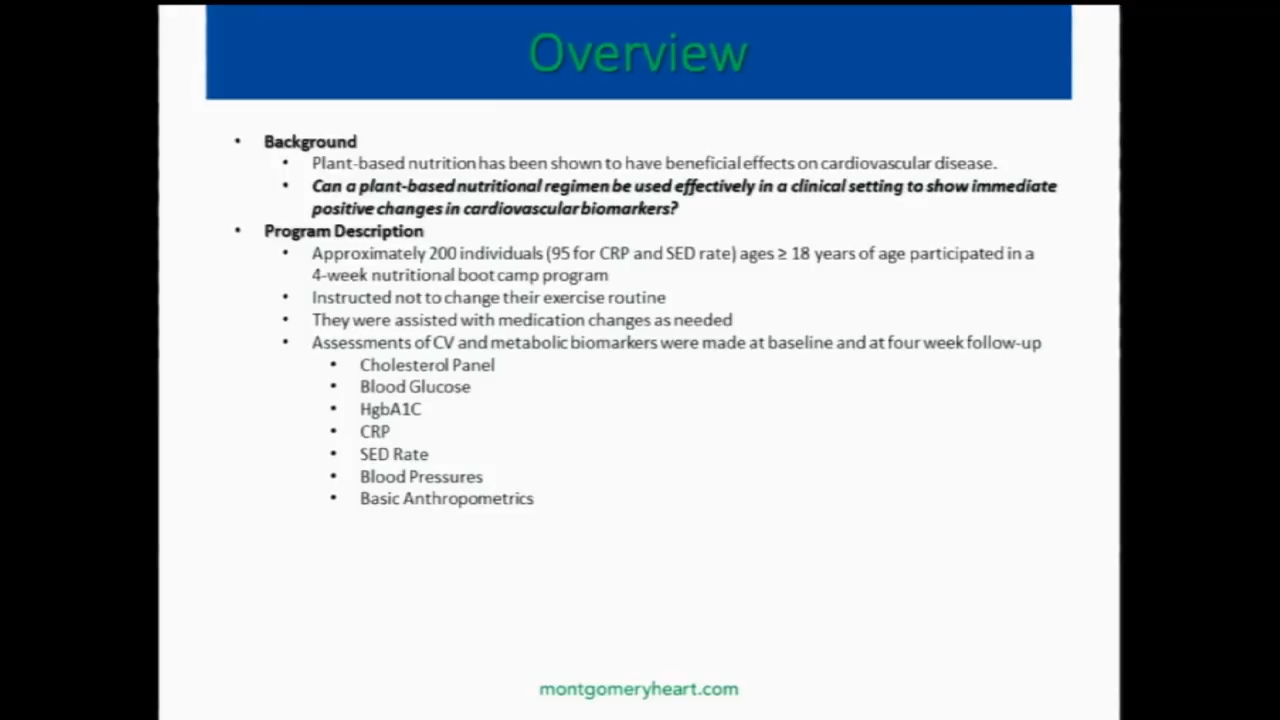 Overview
• Background
• Plant-based nutrition has been shown to have beneficial effects on cardiovascular disease.
• Can a plant-based nutritional regimen be used effectively in a clinical setting to show immediate
positive changes in cardiovascular biomarkers?
• Program Description
• Approximately 200 individuals (95 for CRP and SED rate) ages ≥ 18 years of age participated in a
4-week nutritional boot camp program
• Instructed not to change their exercise routine
• They were assisted with medication changes as needed
• Assessments of CV and metabolic biomarkers were made at baseline and at four week follow-up
• Cholesterol Panel
• Blood Glucose
• HgbA1C
• CRP
• SED Rate
• Blood Pressures
• Basic Anthropometrics
montgomeryheart.com